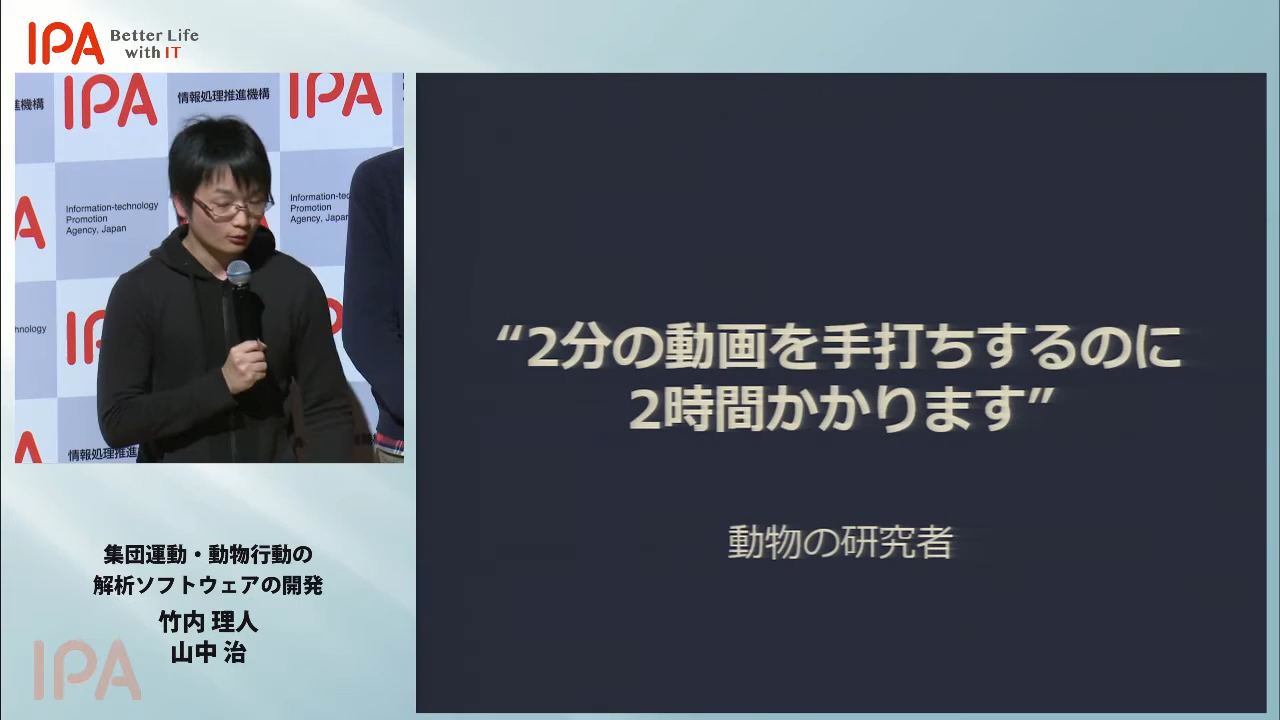 IPA
Better Life
with IT
進機構
IPA
情報処理推進機構
IPA
IPA
Information-technology
Promotion
Agency, Japan
Information-tec
Promotion
Agency, Japan
IPA
nology
情報処理推進
“2分の動画を手打ちするのに
2時間かかります”
動物の研究者
集団運動・動物行動の
解析ソフトウェアの開発
竹内 理人
山中 治
IPA